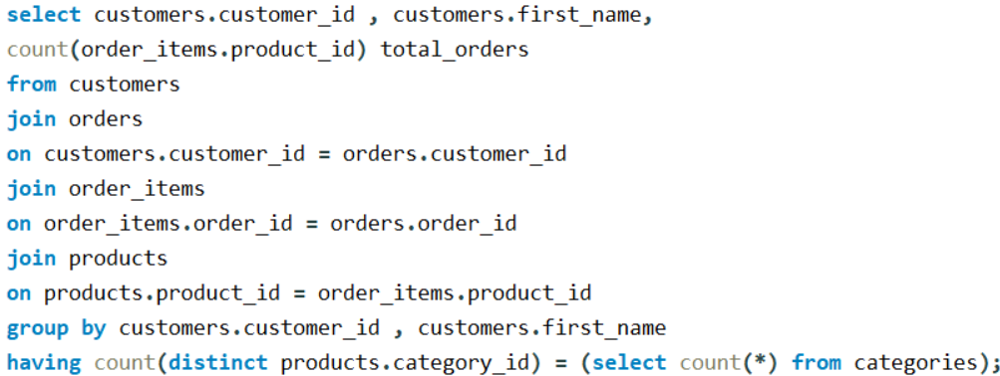 select customers.customer_id , customers.first_name,
count(order_items.product_id) total_orders
from customers
join orders
on customers.customer_id = orders.customer_id
join order_items
on order_items.order_id = orders.order_id
join products
on products.product_id = order_items.product_id
group by customers.customer_id , customers.first_name
having count(distinct products.category_id) = (select count(*) from categories);